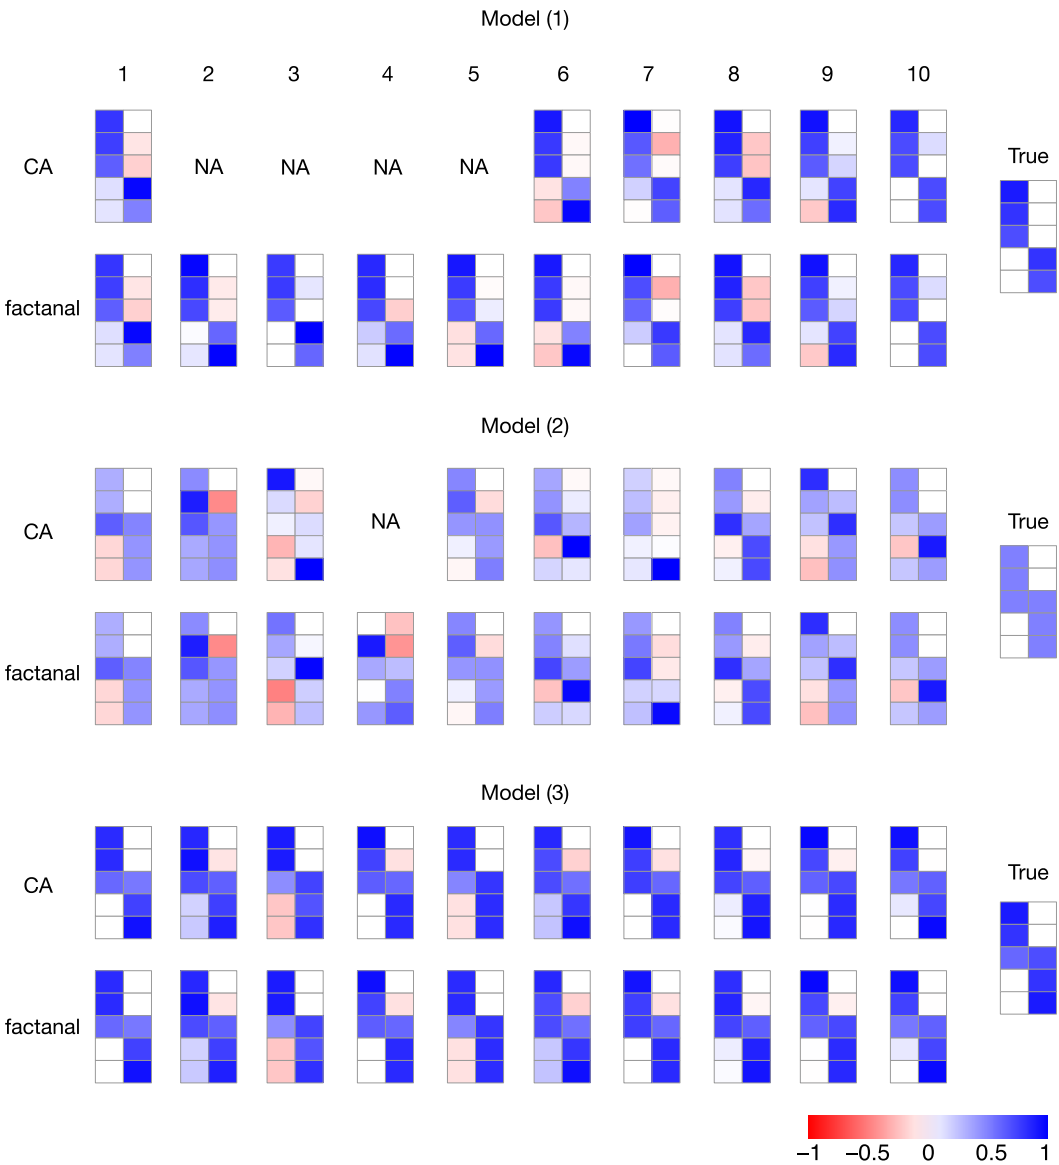 Model (1)
1 2 3 4 5 6 7 8 9 10
True
CA NA NA NA NA
factanal
Model (2)
CA NA True
factanal
Model (3)
True
CA
factanal
−1 −0.5 0 0.5 1